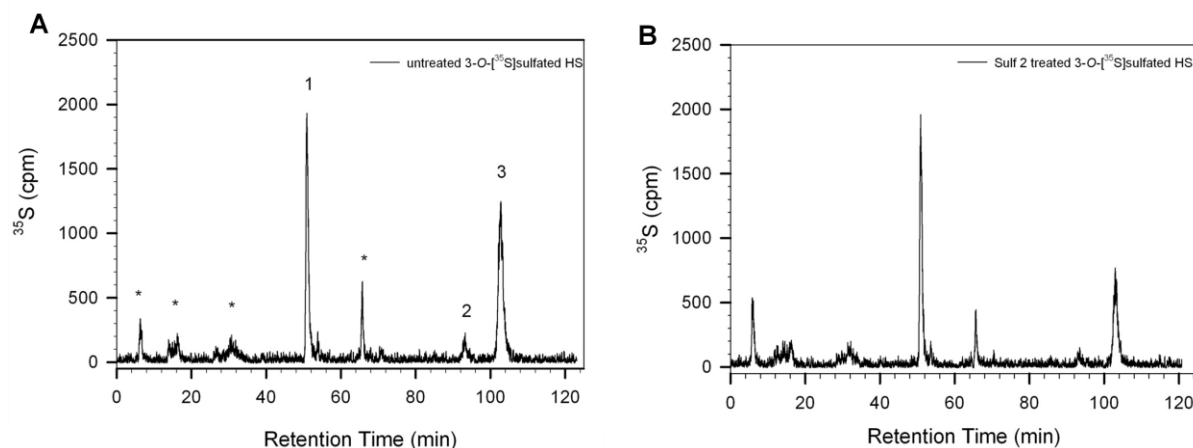 A
2500
2000
1500
1000
500
0
0 20 40 60 80 100 120
³⁵S (cpm)
Retention Time (min)
untreated 3-O-[³⁵S]sulfated HS
1
2
3
*
*
*
*
B
2500
2000
1500
1000
500
0
0 20 40 60 80 100 120
³⁵S (cpm)
Retention Time (min)
Sulf 2 treated 3-O-[³⁵S]sulfated HS